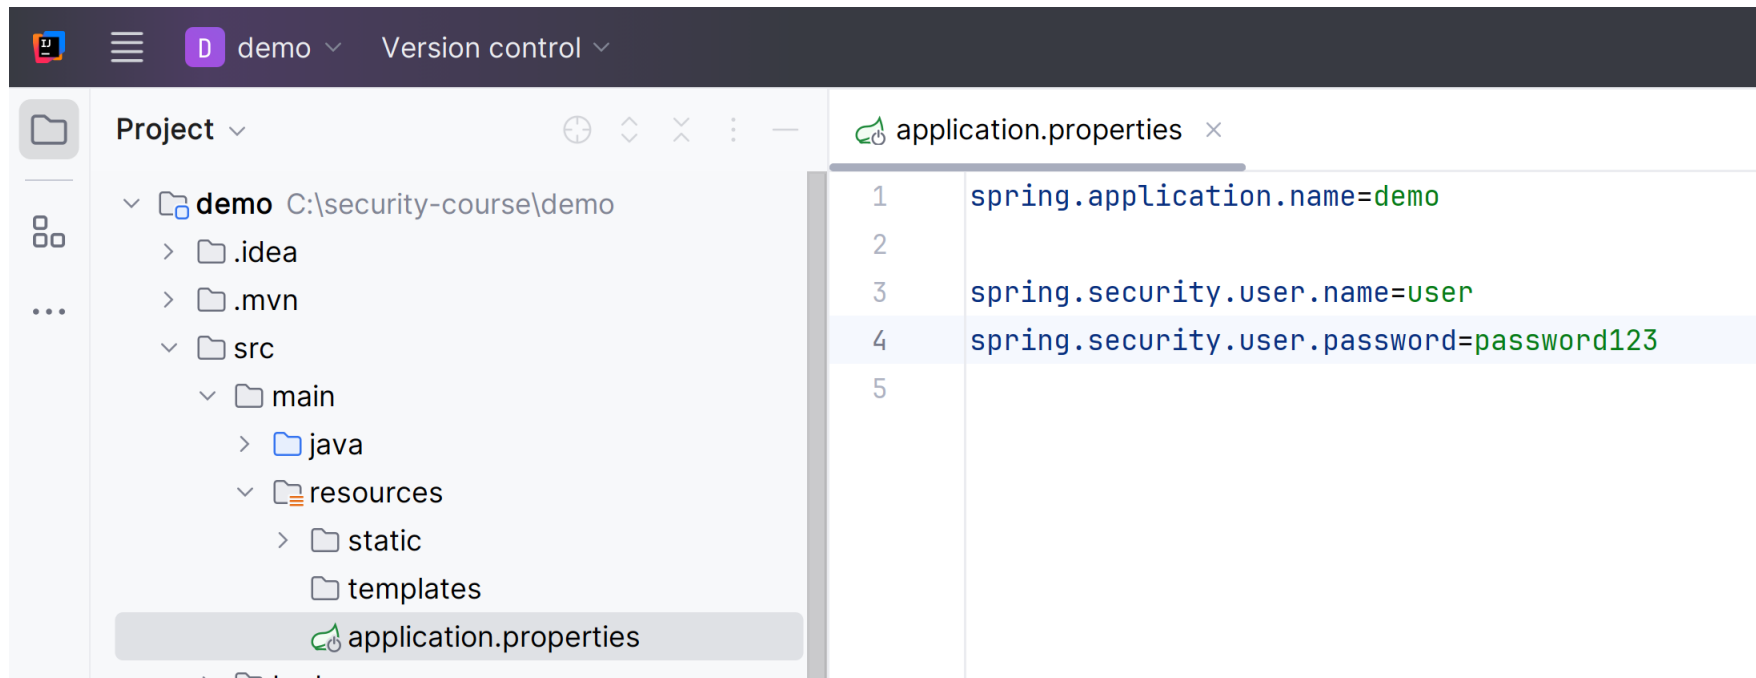 D demo Version control
Project
demo C:\security-course\demo
.idea
.mvn
src
main
java
resources
static
templates
application.properties
application.properties
1 spring.application.name=demo
2
3 spring.security.user.name=user
4 spring.security.user.password=password123
5